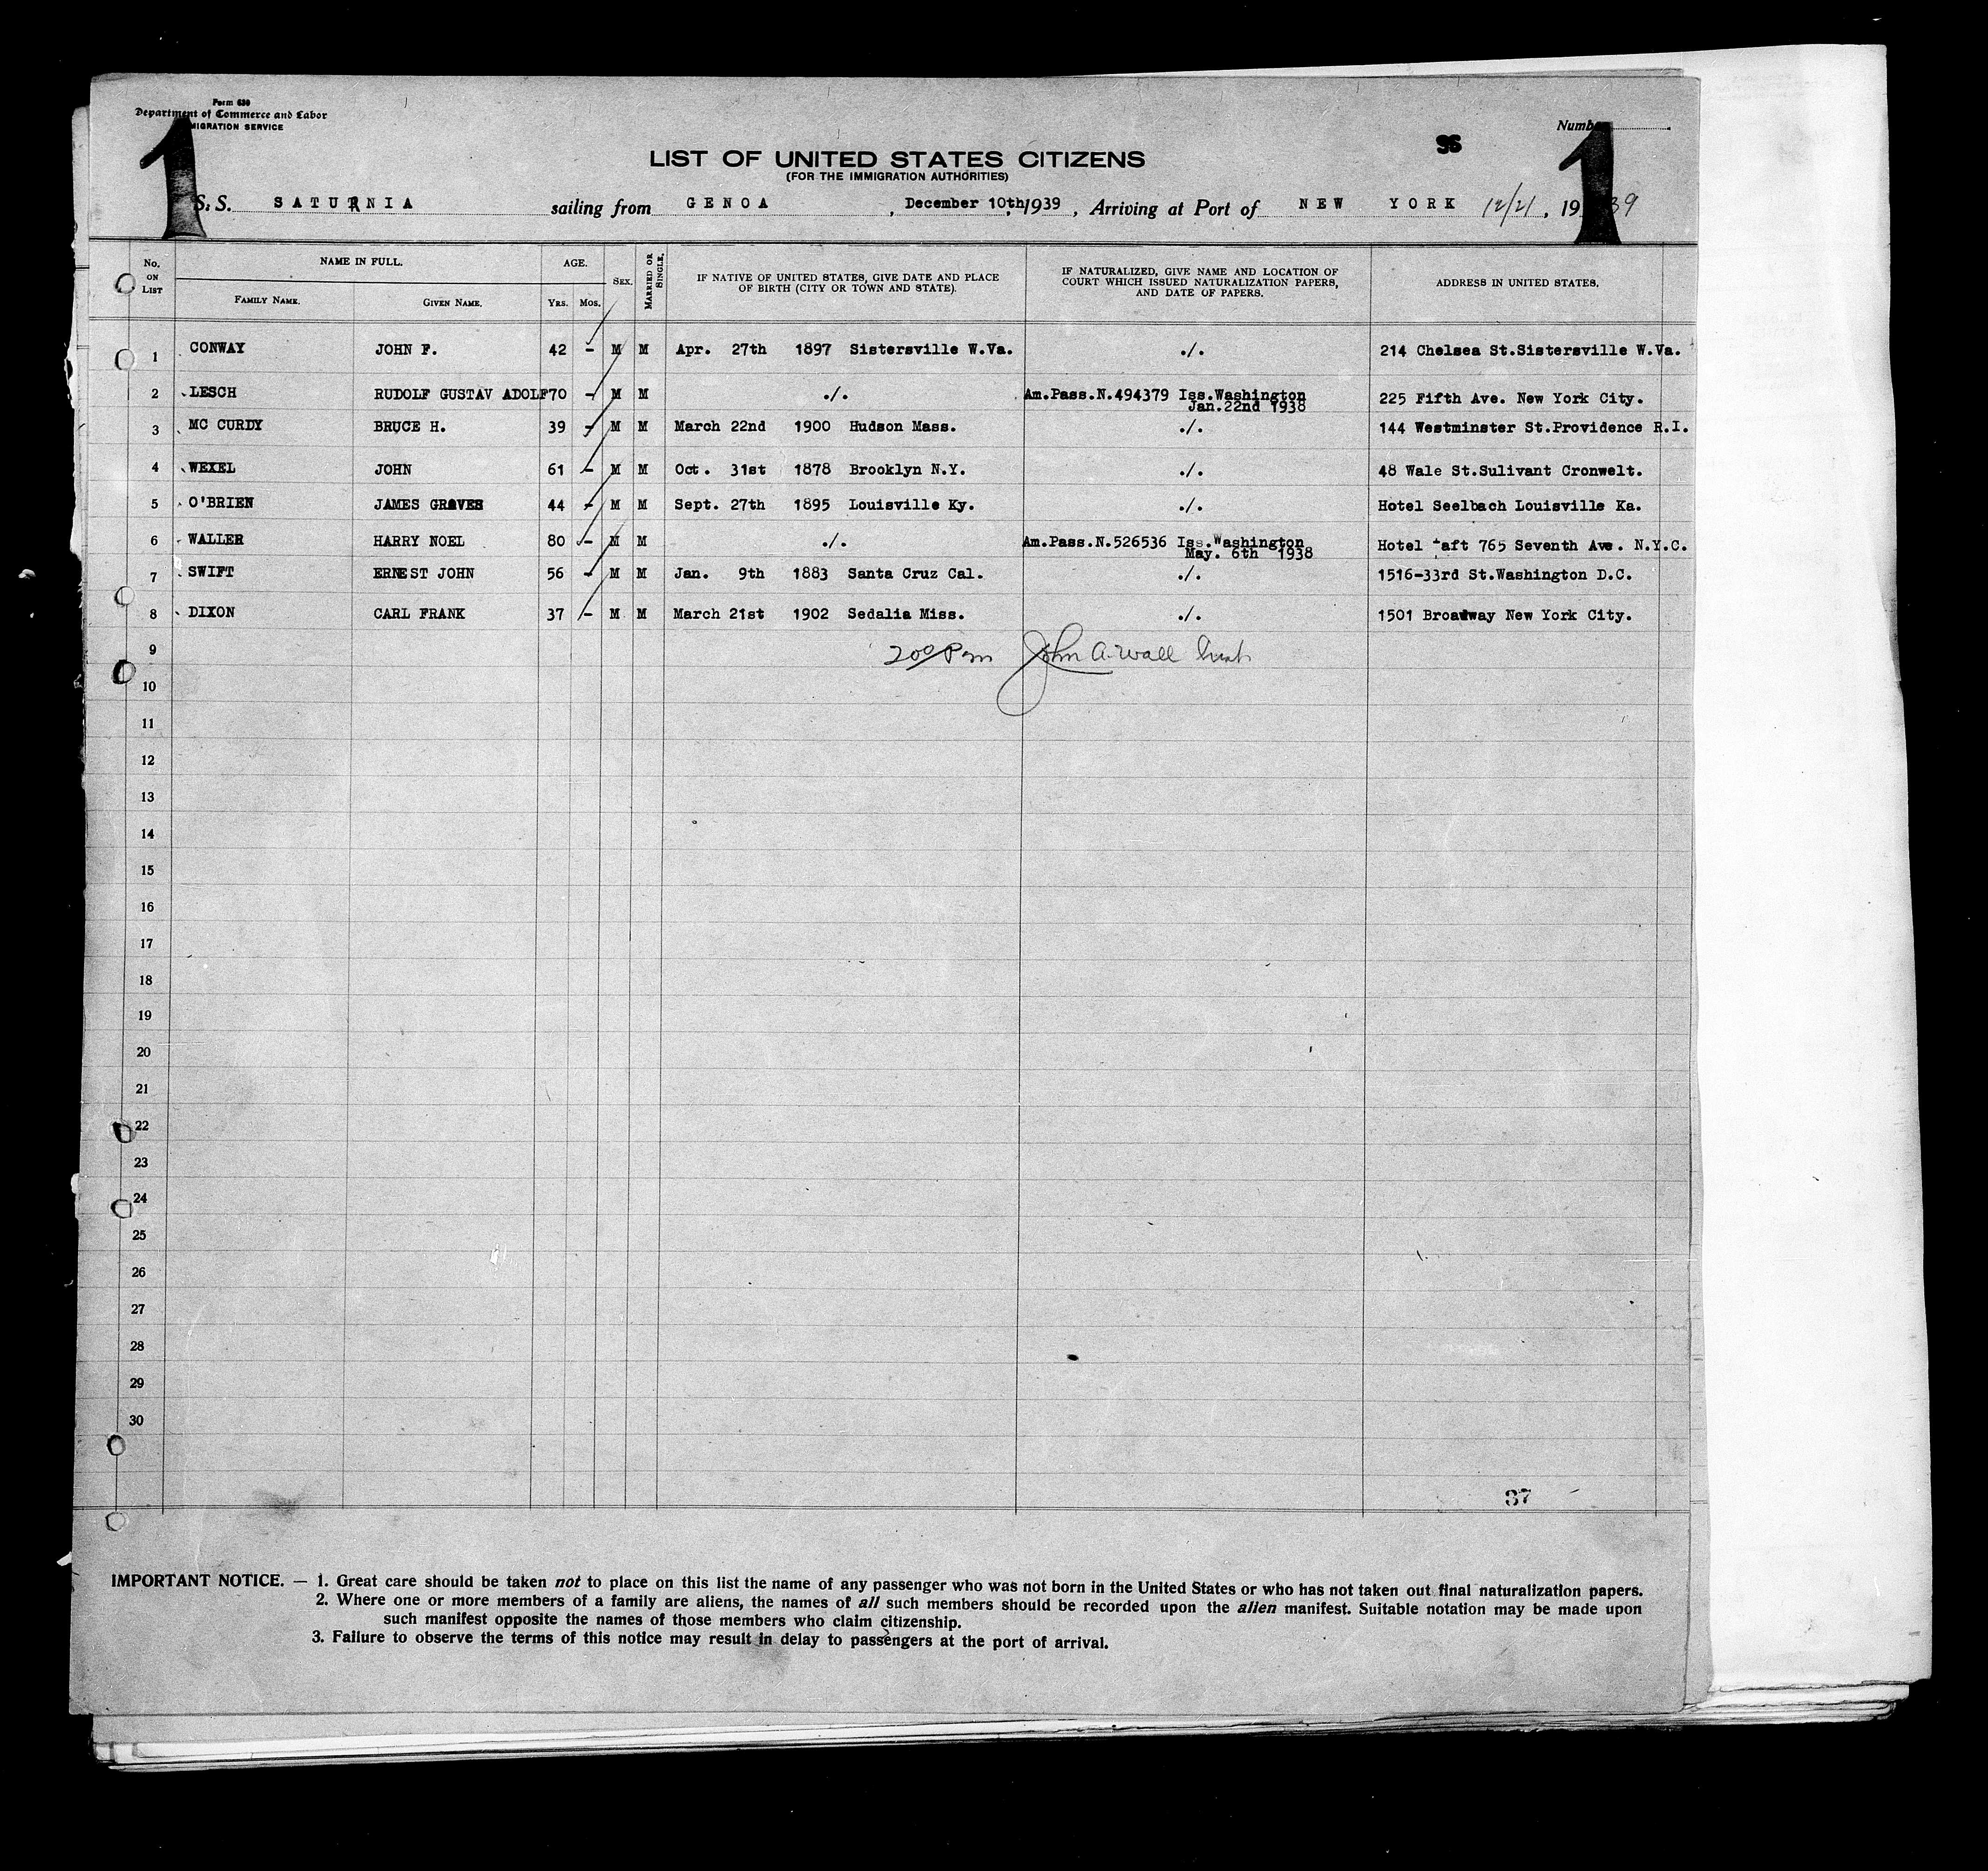 Form 630
Department of Commerce and Labor
IMMIGRATION SERVICE
Number
1
1
LIST OF UNITED STATES CITIZENS
(FOR THE IMMIGRATION AUTHORITIES)
S. S. SATURNIA sailing from GENOA, December 10th, 1939, Arriving at Port of NEW YORK 12/21, 1939
No. ON LIST
NAME IN FULL.
FAMILY NAME.
GIVEN NAME.
AGE.
YRS. MOS.
SEX.
MARRIED OR SINGLE.
IF NATIVE OF UNITED STATES, GIVE DATE AND PLACE
OF BIRTH (CITY OR TOWN AND STATE).
IF NATURALIZED, GIVE NAME AND LOCATION OF
COURT WHICH ISSUED NATURALIZATION PAPERS,
AND DATE OF PAPERS.
ADDRESS IN UNITED STATES.
1 CONWAY JOHN F. 42 - M M Apr. 27th 1897 Sistersville W.Va. ./. 214 Chelsea St.Sistersville W.Va.
2 LESCH RUDOLF GUSTAV ADOLF 70 - M M ./. Am.Pass.N.494379 Iss.Washington 225 Fifth Ave. New York City.
Jan.22nd 1938
3 MC CURDY BRUCE H. 39 - M M March 22nd 1900 Hudson Mass. ./. 144 Westminster St.Providence R.I.
4 WEXEL JOHN 61 - M M Oct. 31st 1878 Brooklyn N.Y. ./. 48 Wale St.Sulivant Cronwelt.
5 O'BRIEN JAMES GRAVES 44 - M M Sept. 27th 1895 Louisville Ky. ./. Hotel Seelbach Louisville Ka.
6 WALLER HARRY NOEL 80 - M M ./. Am.Pass.N.526536 Iss.Washington Hotel Taft 765 Seventh Ave. N.Y.C.
May. 6th 1938
7 SWIFT ERNEST JOHN 56 - M M Jan. 9th 1883 Santa Cruz Cal. ./. 1516-33rd St.Washington D.C.
8 DIXON CARL FRANK 37 - M M March 21st 1902 Sedalia Miss. ./. 1501 Broadway New York City.
9 200 Pm John A. Wall
10
11
12
13
14
15
16
17
18
19
20
21
22
23
24
25
26
27
28
29
30
37
IMPORTANT NOTICE. — 1. Great care should be taken not to place on this list the name of any passenger who was not born in the United States or who has not taken out final naturalization papers.
2. Where one or more members of a family are aliens, the names of all such members should be recorded upon the alien manifest. Suitable notation may be made upon
such manifest opposite the names of those members who claim citizenship.
3. Failure to observe the terms of this notice may result in delay to passengers at the port of arrival.